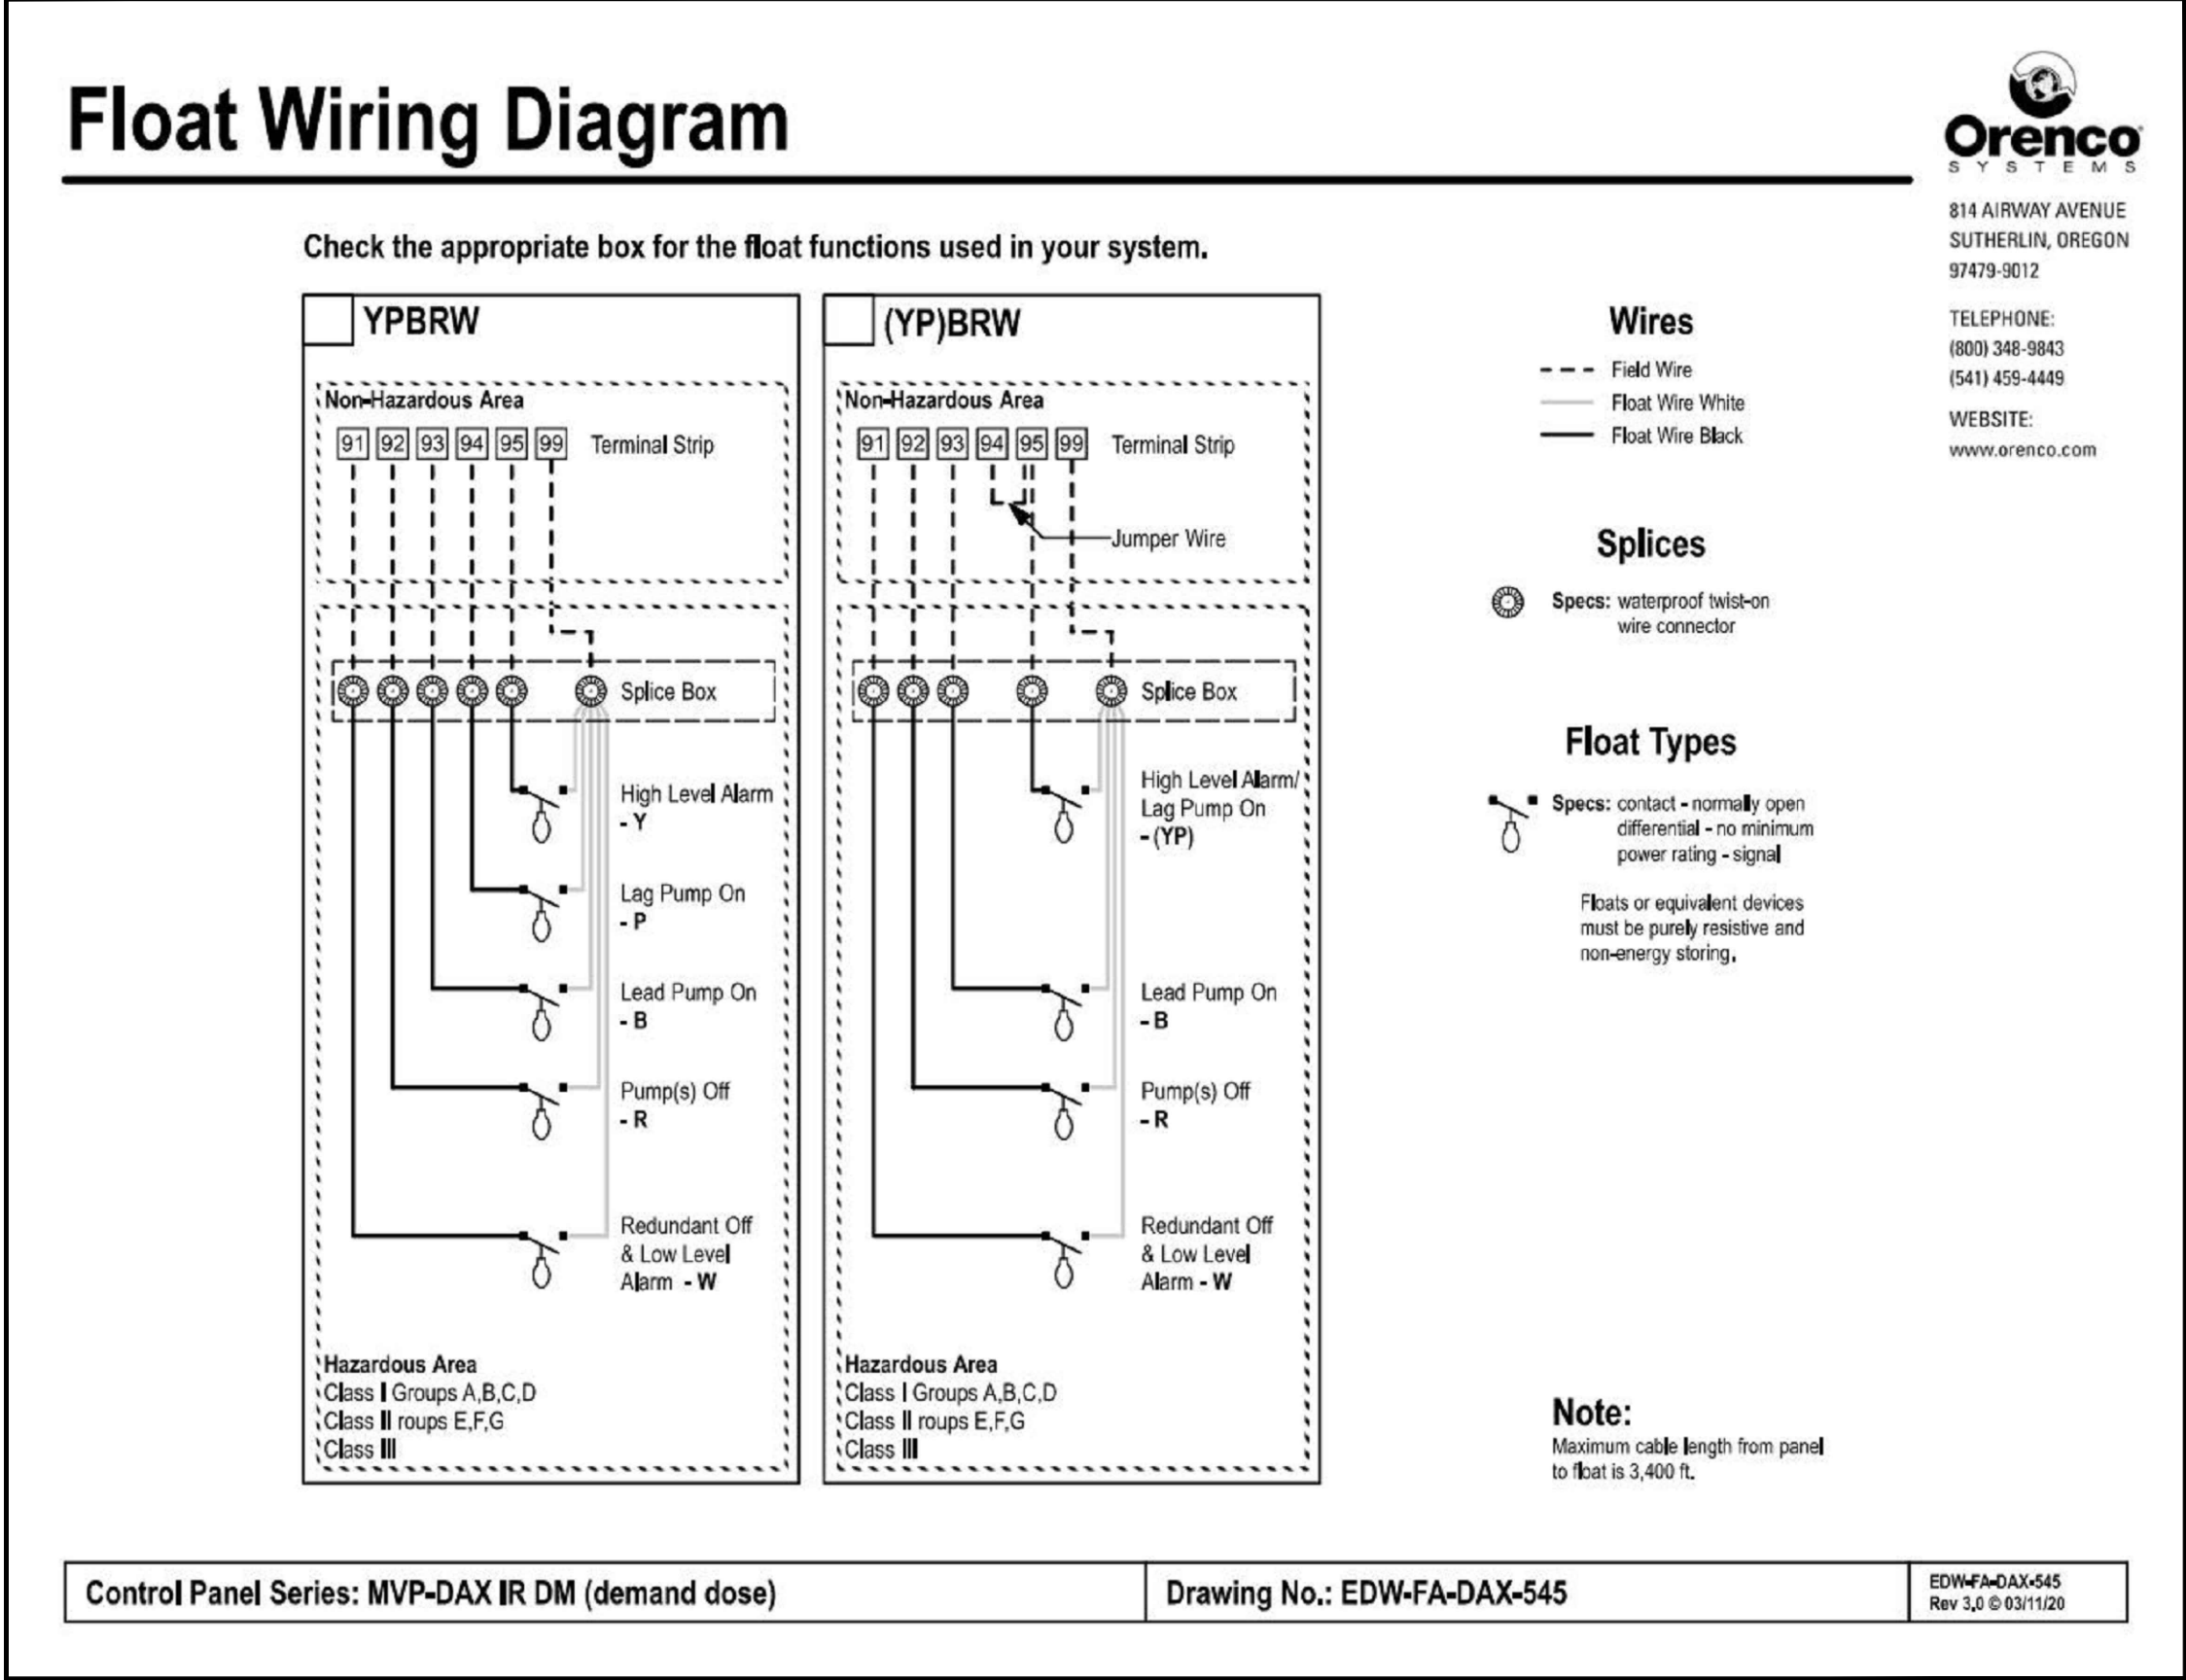 Float Wiring Diagram
Orenco
SYSTEMS
814 AIRWAY AVENUE
SUTHERLIN, OREGON
97479-9012
TELEPHONE:
(800) 348-9843
(541) 459-4449
WEBSITE:
www.orenco.com
Check the appropriate box for the float functions used in your system.
YPBRW
Non-Hazardous Area
91 92 93 94 95 99 Terminal Strip
Splice Box
High Level Alarm
- Y
Lag Pump On
- P
Lead Pump On
- B
Pump(s) Off
- R
Redundant Off
& Low Level
Alarm - W
Hazardous Area
Class I Groups A,B,C,D
Class II roups E,F,G
Class III
(YP)BRW
Non-Hazardous Area
91 92 93 94 95 99 Terminal Strip
Jumper Wire
Splice Box
High Level Alarm/
Lag Pump On
- (YP)
Lead Pump On
- B
Pump(s) Off
- R
Redundant Off
& Low Level
Alarm - W
Hazardous Area
Class I Groups A,B,C,D
Class II roups E,F,G
Class III
Wires
Field Wire
Float Wire White
Float Wire Black
Splices
Specs: waterproof twist-on
wire connector
Float Types
Specs: contact - normally open
differential - no minimum
power rating - signal
Floats or equivalent devices
must be purely resistive and
non-energy storing.
Note:
Maximum cable length from panel
to float is 3,400 ft.
Control Panel Series: MVP-DAX IR DM (demand dose)
Drawing No.: EDW-FA-DAX-545
EDW-FA-DAX-545
Rev 3.0 © 03/11/20